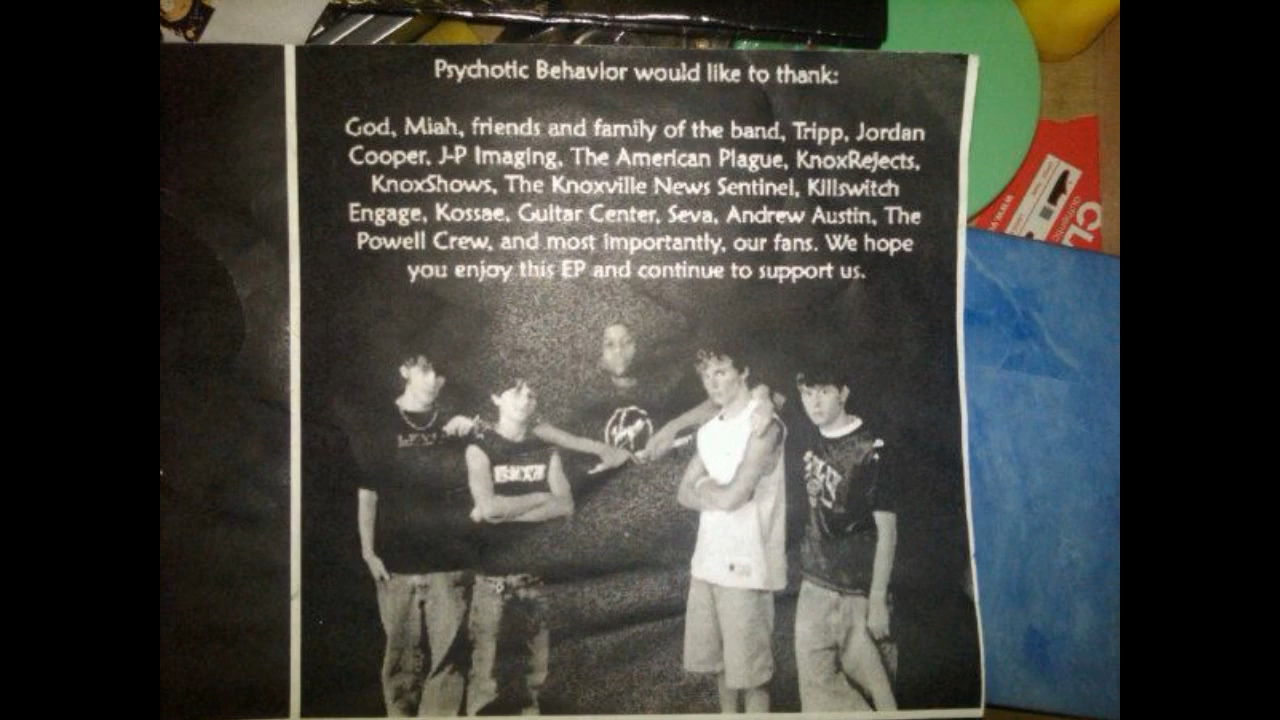 Psychotic Behavior would like to thank:
God, Miah, friends and family of the band, Tripp, Jordan
Cooper, J-P Imaging, The American Plague, KnoxRejects,
KnoxShows, The Knoxville News Sentinel, Killswitch
Engage, Kossae, Guitar Center, Seva, Andrew Austin, The
Powell Crew, and most importantly, our fans. We hope
you enjoy this EP and continue to support us.